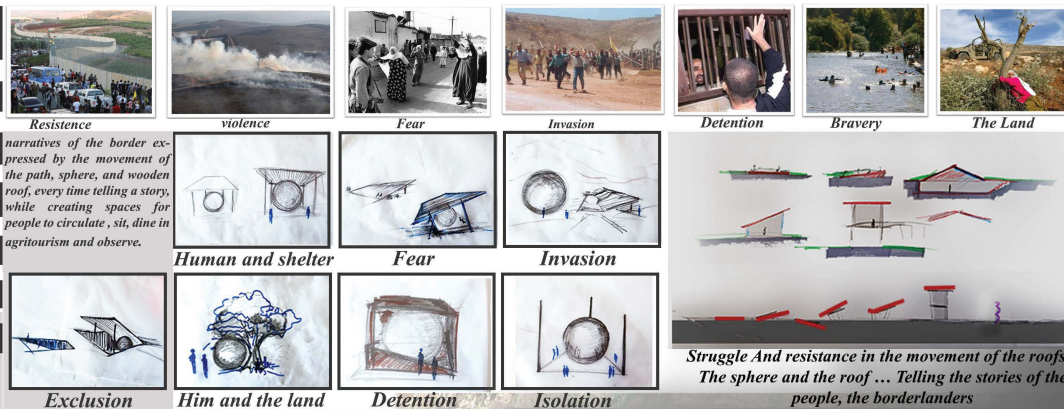 Resistence
violence
Fear
Invasion
Detention
Bravery
The Land
narratives of the border ex-
pressed by the movement of
the path, sphere, and wooden
roof, every time telling a story,
while creating spaces for
people to circulate , sit, dine in
agritourism and observe.
Human and shelter
Fear
Invasion
Exclusion
Him and the land
Detention
Isolation
Struggle And resistance in the movement of the roofs
The sphere and the roof ... Telling the stories of the
people, the borderlanders